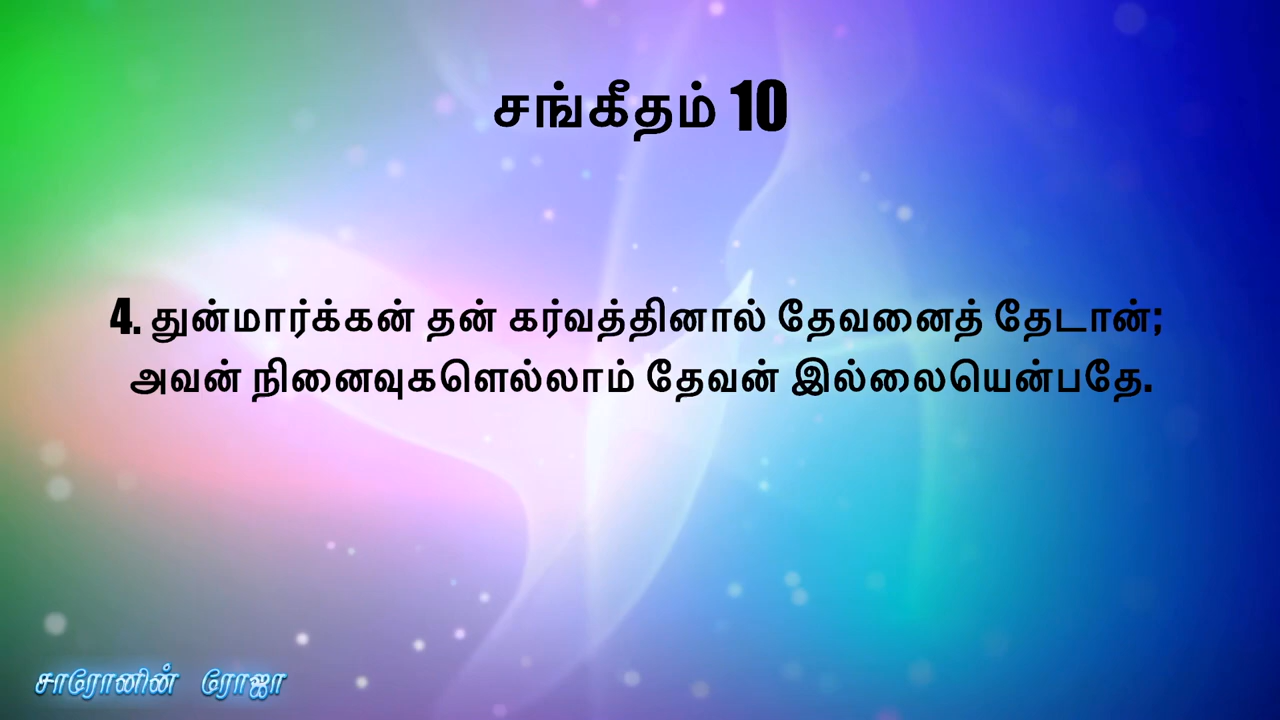 சங்கீதம் 10
4. துன்மார்க்கன் தன் கர்வத்தினால் தேவனைத் தேடான்;
அவன் நினைவுகளெல்லாம் தேவன் இல்லையென்பதே.
சாரோனின் ரோஜா